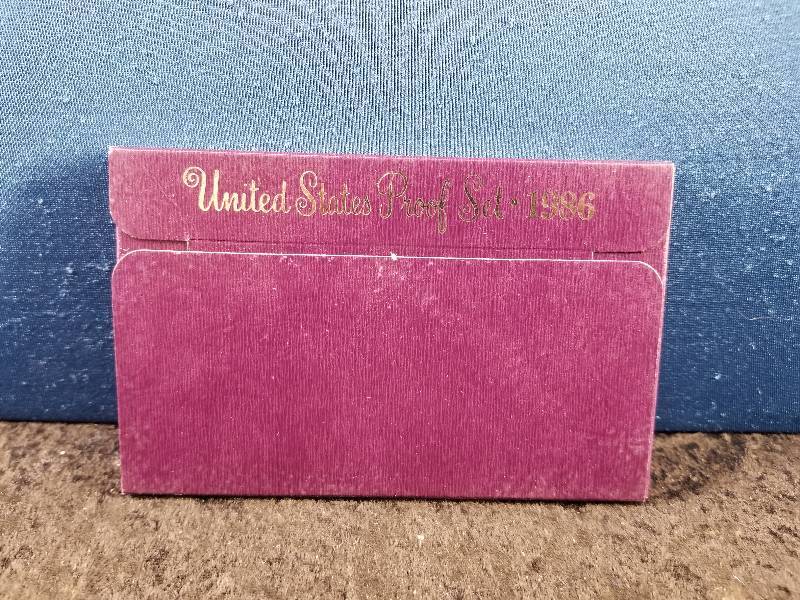 United States Proof Set • 1986